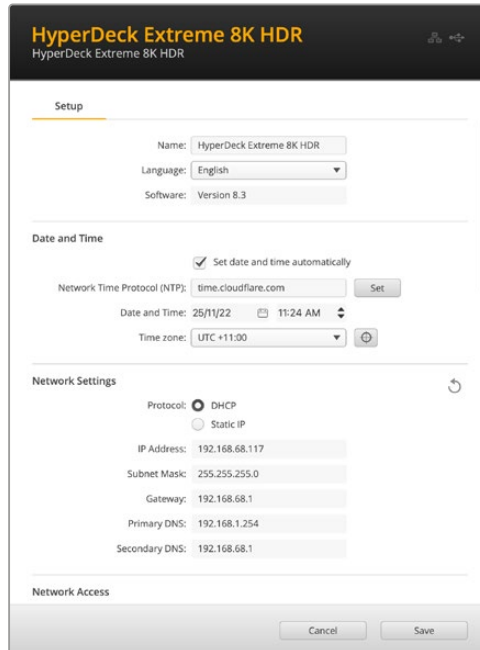 HyperDeck Extreme 8K HDR
HyperDeck Extreme 8K HDR
Setup
Name: HyperDeck Extreme 8K HDR
Language: English
Software: Version 8.3
Date and Time
Set date and time automatically
Network Time Protocol (NTP): time.cloudflare.com Set
Date and Time: 25/11/22 11:24 AM
Time zone: UTC +11:00
Network Settings
Protocol: DHCP
Static IP
IP Address: 192.168.68.117
Subnet Mask: 255.255.255.0
Gateway: 192.168.68.1
Primary DNS: 192.168.1.254
Secondary DNS: 192.168.68.1
Network Access
Cancel Save